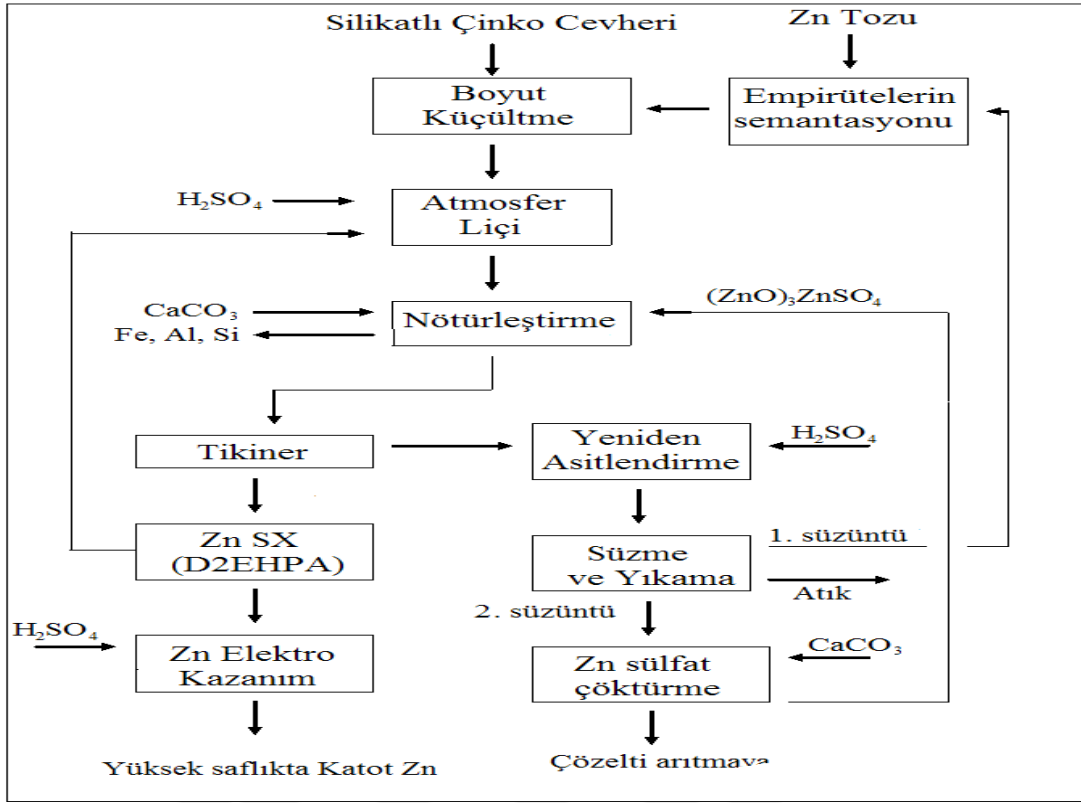 Silikatlı Çinko Cevheri
Zn Tozu
Boyut
Küçültme
Empirütelerin
semantasyonu
H₂SO₄
Atmosfer
Liçi
CaCO₃
Fe, Al, Si
Nötürleştirme
(ZnO)₃ZnSO₄
Tikiner
Yeniden
Asitlendirme
H₂SO₄
Zn SX
(D2EHPA)
Süzme
ve Yıkama
1. süzüntü
Atık
2. süzüntü
H₂SO₄
Zn Elektro
Kazanım
Zn sülfat
çöktürme
CaCO₃
Yüksek saflıkta Katot Zn
Çözelti arıtmava